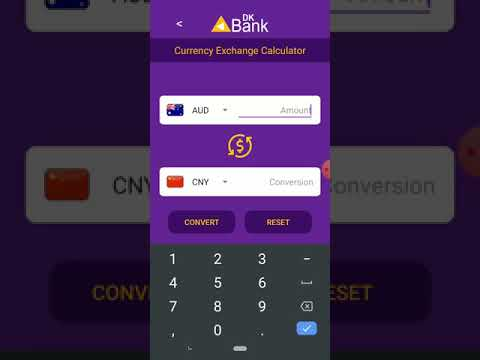 <
DK
Bank
Currency Exchange Calculator
AUD
Amount
CNY
Conversion
CONVERT
RESET
1 2 3 -
4 5 6
7 8 9
, 0 .
CNY
Conversion
CONVERT
RESET